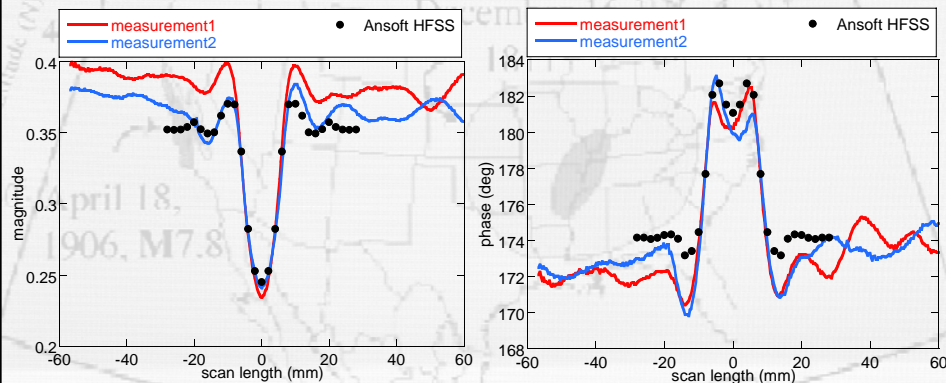 measurement1
measurement2
Ansoft HFSS
0.4
0.35
0.3
0.25
0.2
magnitude
-60 -40 -20 0 20 40 60
scan length (mm)
measurement1
measurement2
Ansoft HFSS
184
182
180
178
176
174
172
170
168
phase (deg)
-60 -40 -20 0 20 40 60
scan length (mm)
April 18,
1906, M7.8